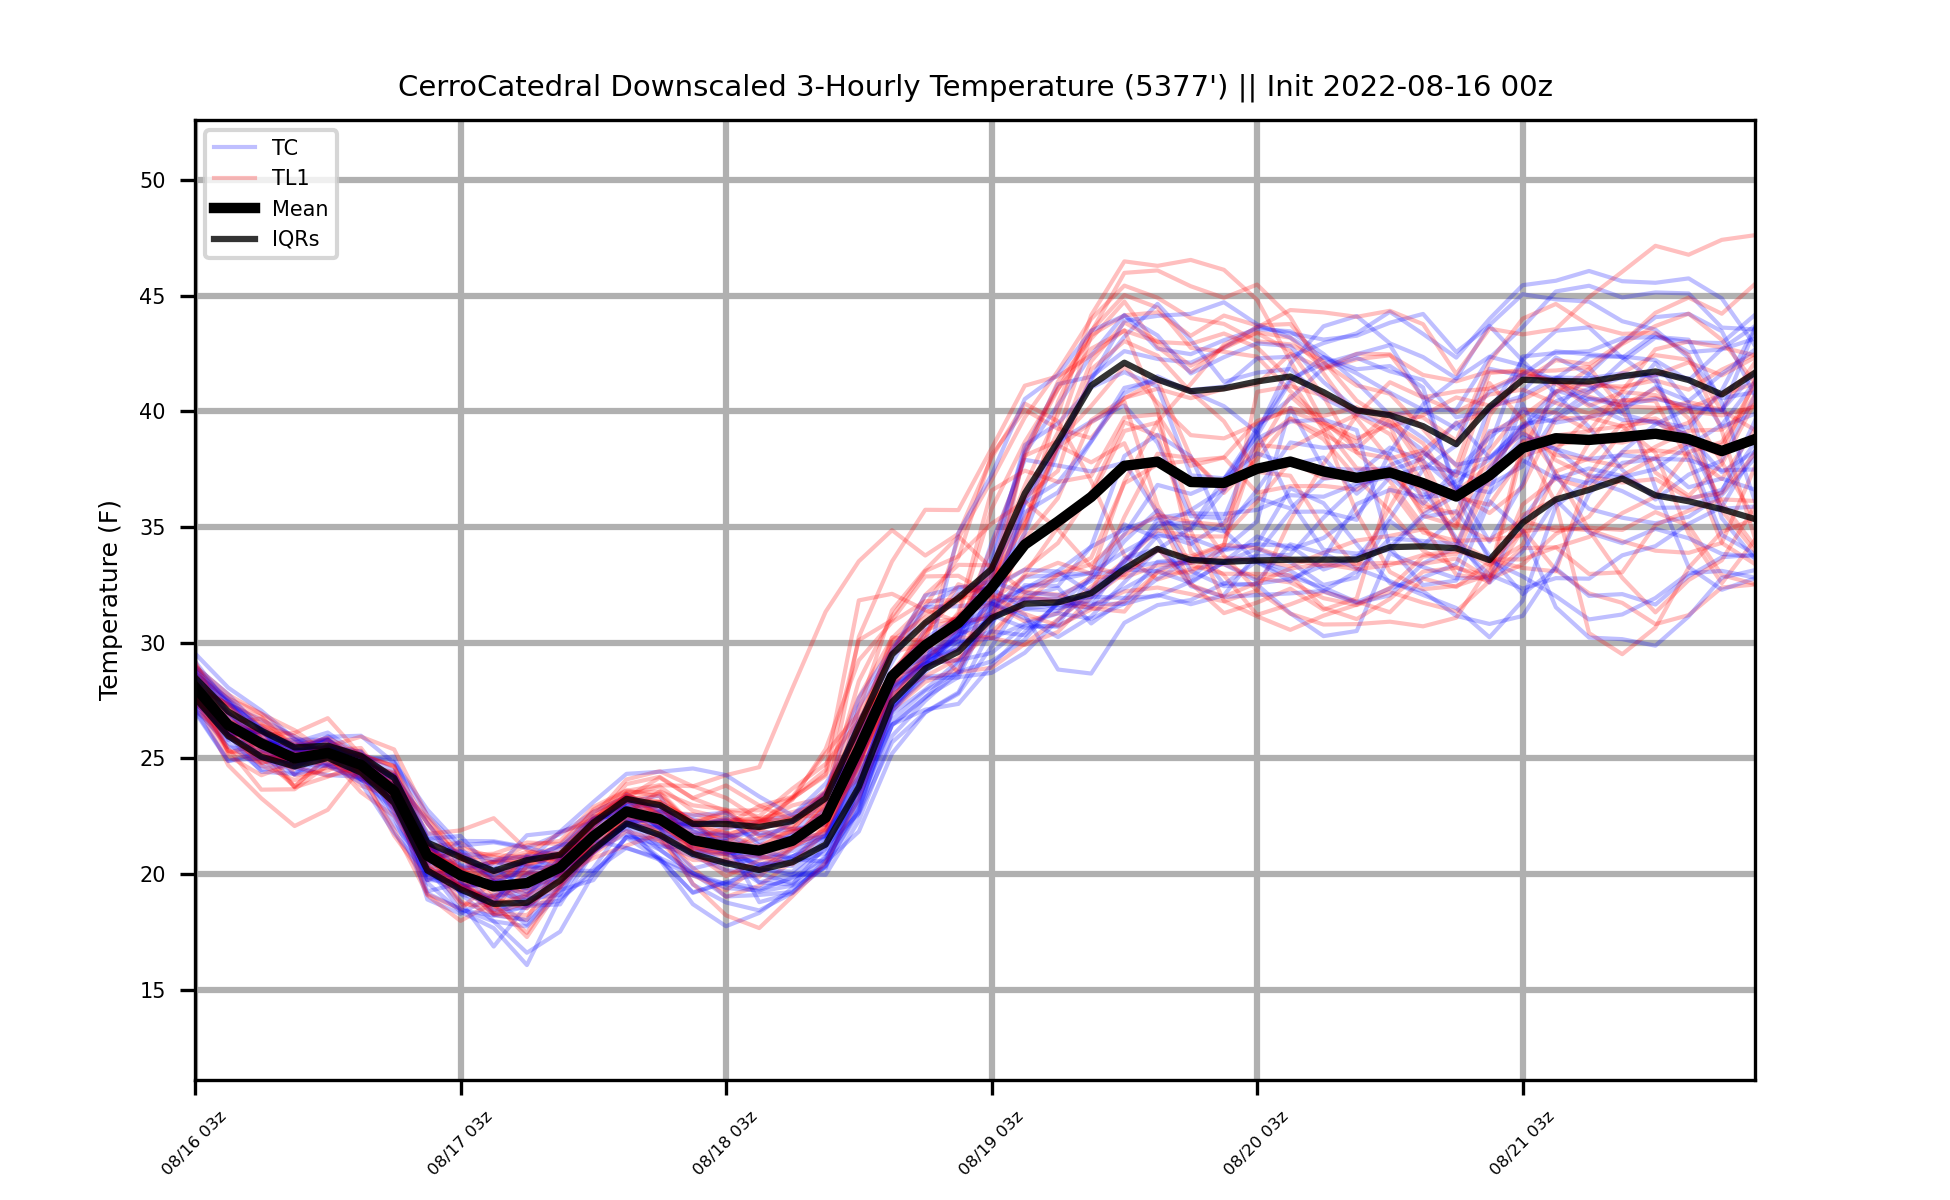 CerroCatedral Downscaled 3-Hourly Temperature (5377') || Init 2022-08-16 00z
TC
TL1
Mean
IQRs
Temperature (F)
50
45
40
35
30
25
20
15
08/16 03z
08/17 03z
08/18 03z
08/19 03z
08/20 03z
08/21 03z